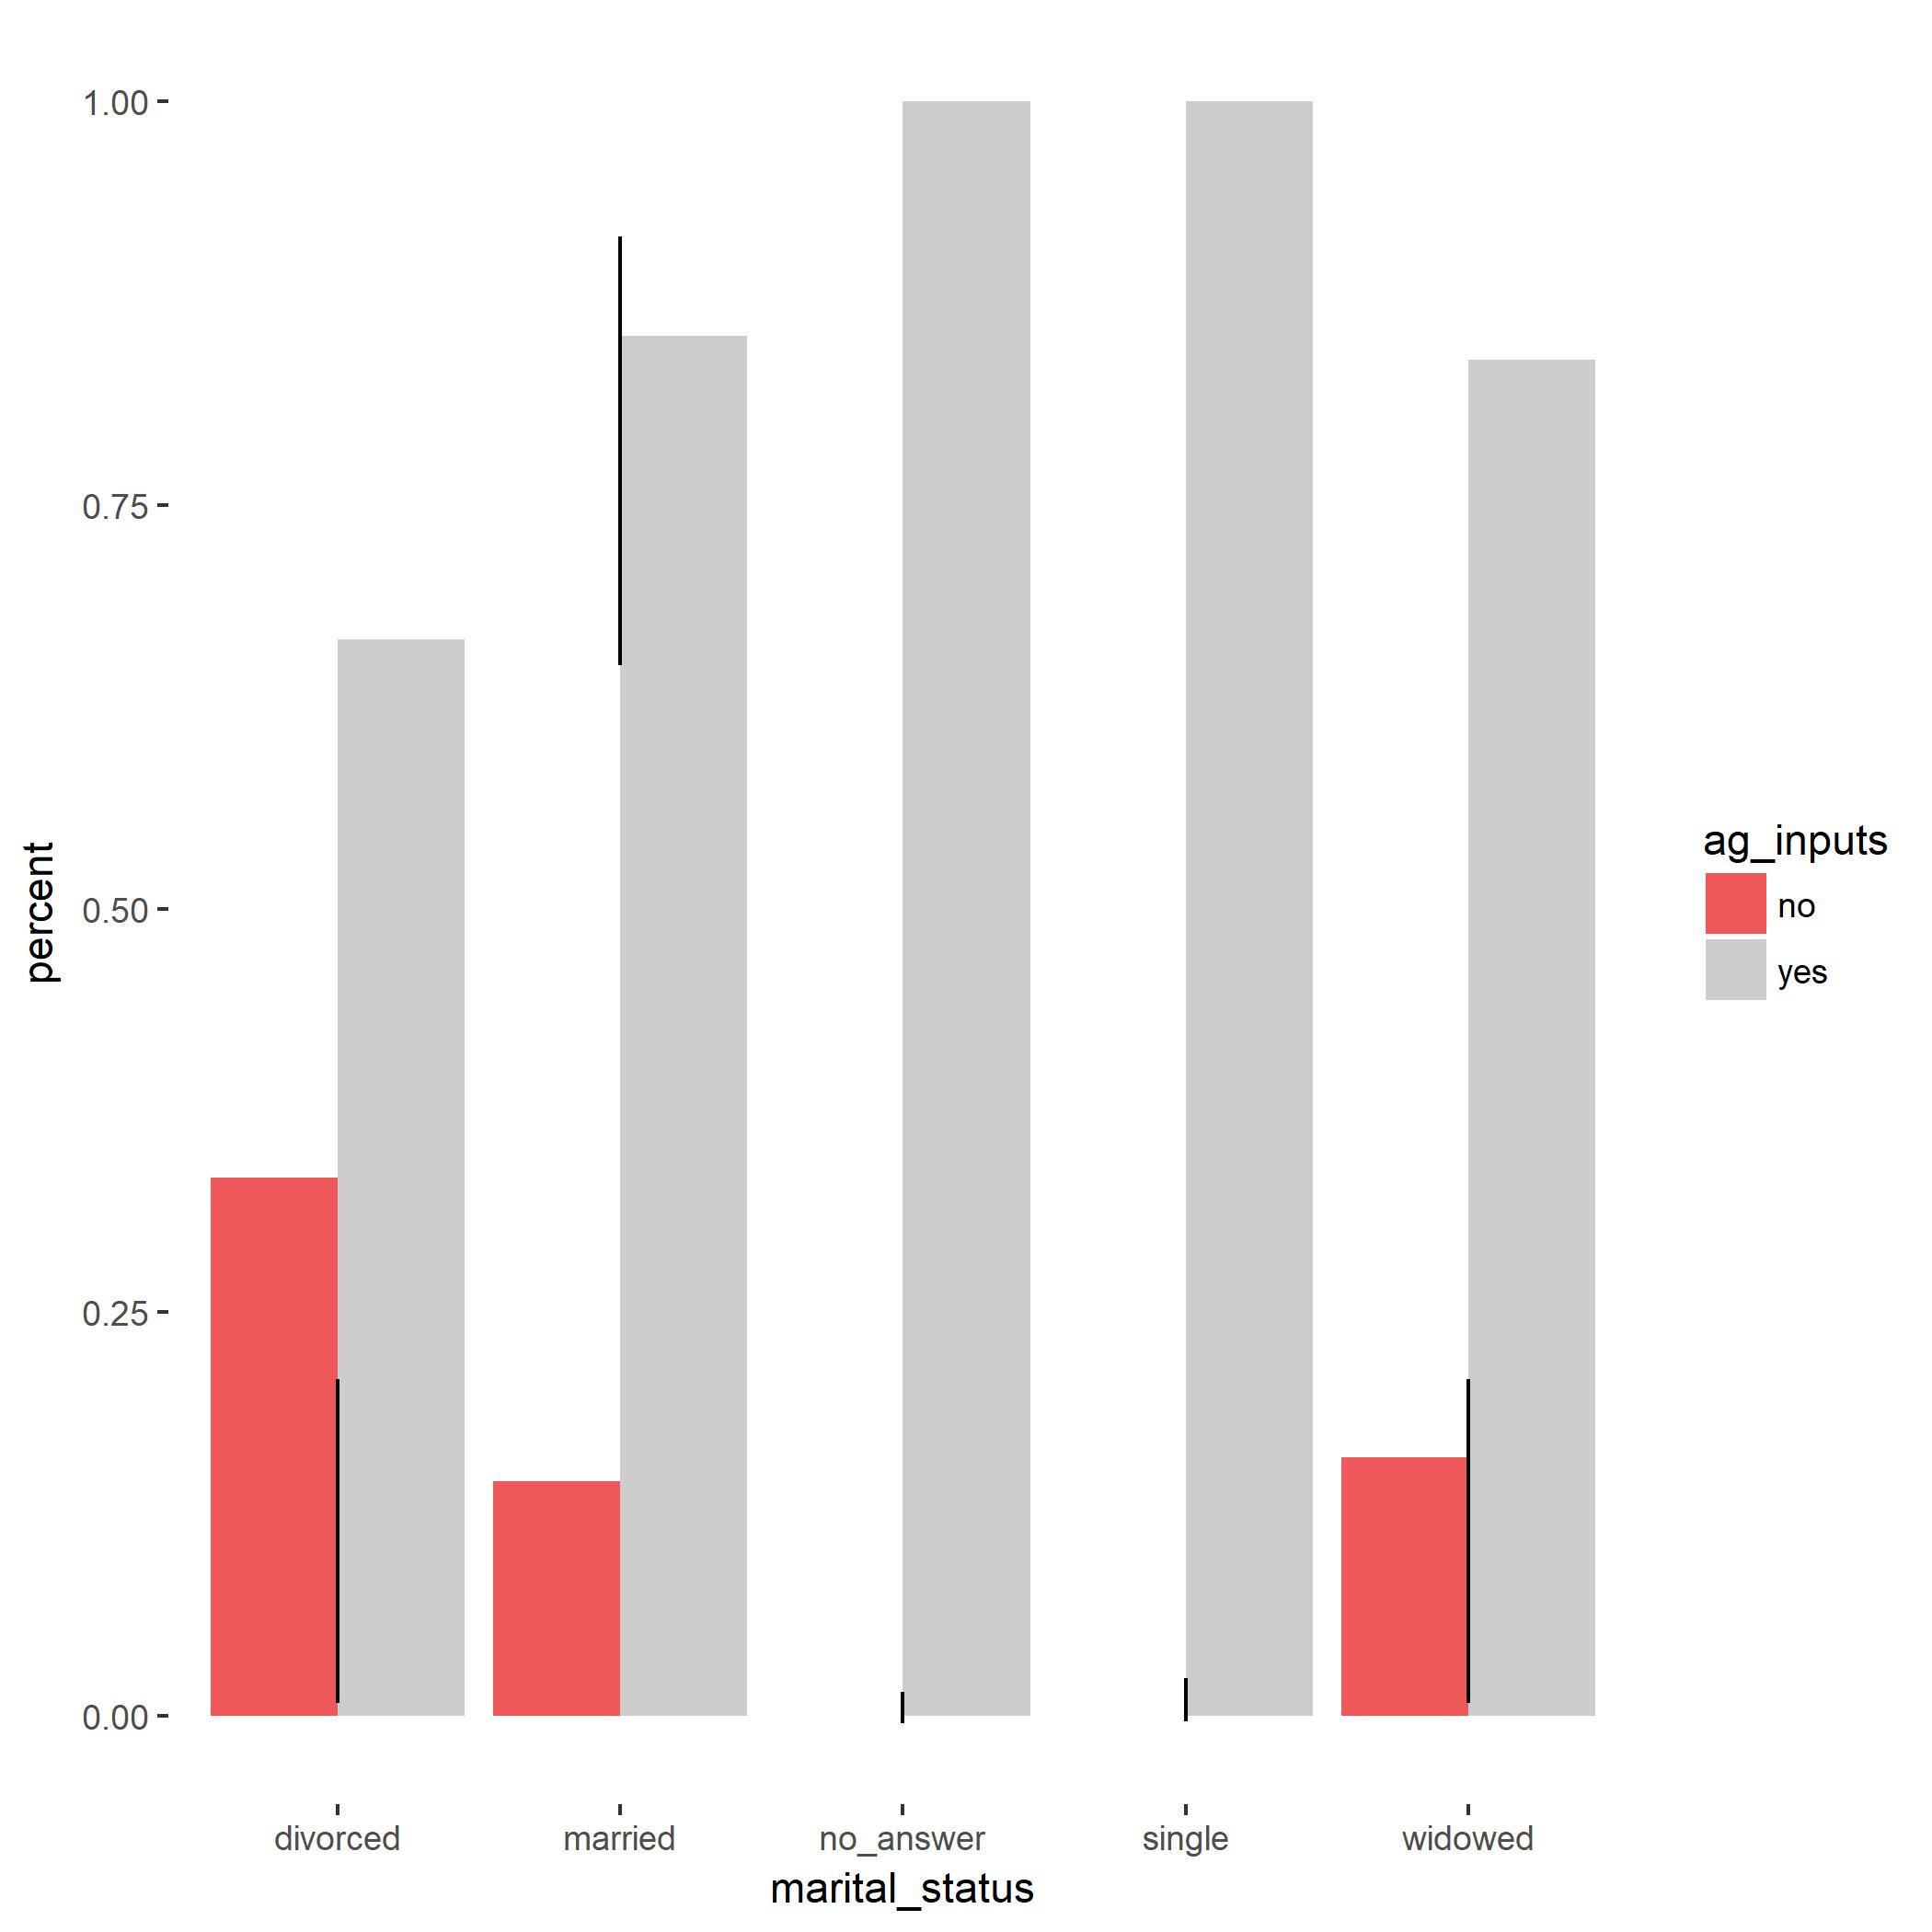 percent
1.00
0.75
0.50
0.25
0.00
divorced married no_answer single widowed
marital_status
ag_inputs
no
yes